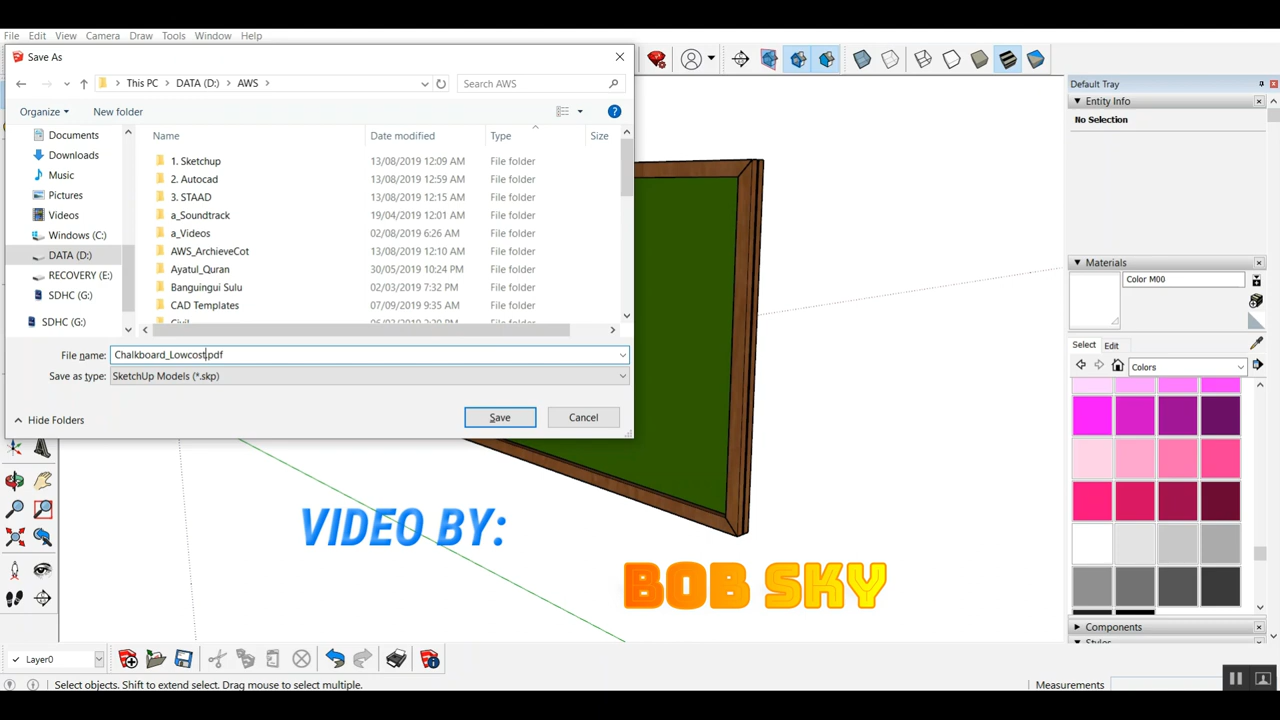 File Edit View Camera Draw Tools Window Help
Save As
This PC > DATA (D:) > AWS >
Search AWS
Organize
New folder
Documents
Downloads
Music
Pictures
Videos
Windows (C:)
DATA (D:)
RECOVERY (E:)
SDHC (G:)
SDHC (G:)
Name Date modified Type Size
1. Sketchup 13/08/2019 12:09 AM File folder
2. Autocad 13/08/2019 12:59 AM File folder
3. STAAD 13/08/2019 12:15 AM File folder
a_Soundtrack 19/04/2019 12:01 AM File folder
a_Videos 02/08/2019 6:26 AM File folder
AWS_ArchieveCot 13/08/2019 12:10 AM File folder
Ayatul_Quran 30/05/2019 10:24 PM File folder
Banguingui Sulu 02/03/2019 7:32 PM File folder
CAD Templates 07/09/2019 9:35 AM File folder
File name: Chalkboard_Lowcost.pdf
Save as type: SketchUp Models (*.skp)
Hide Folders
Save
Cancel
Default Tray
Entity Info
No Selection
Materials
Color M00
Select Edit
Colors
Components
VIDEO BY:
BOB SKY
Layer0
Select objects. Shift to extend select. Drag mouse to select multiple.
Measurements